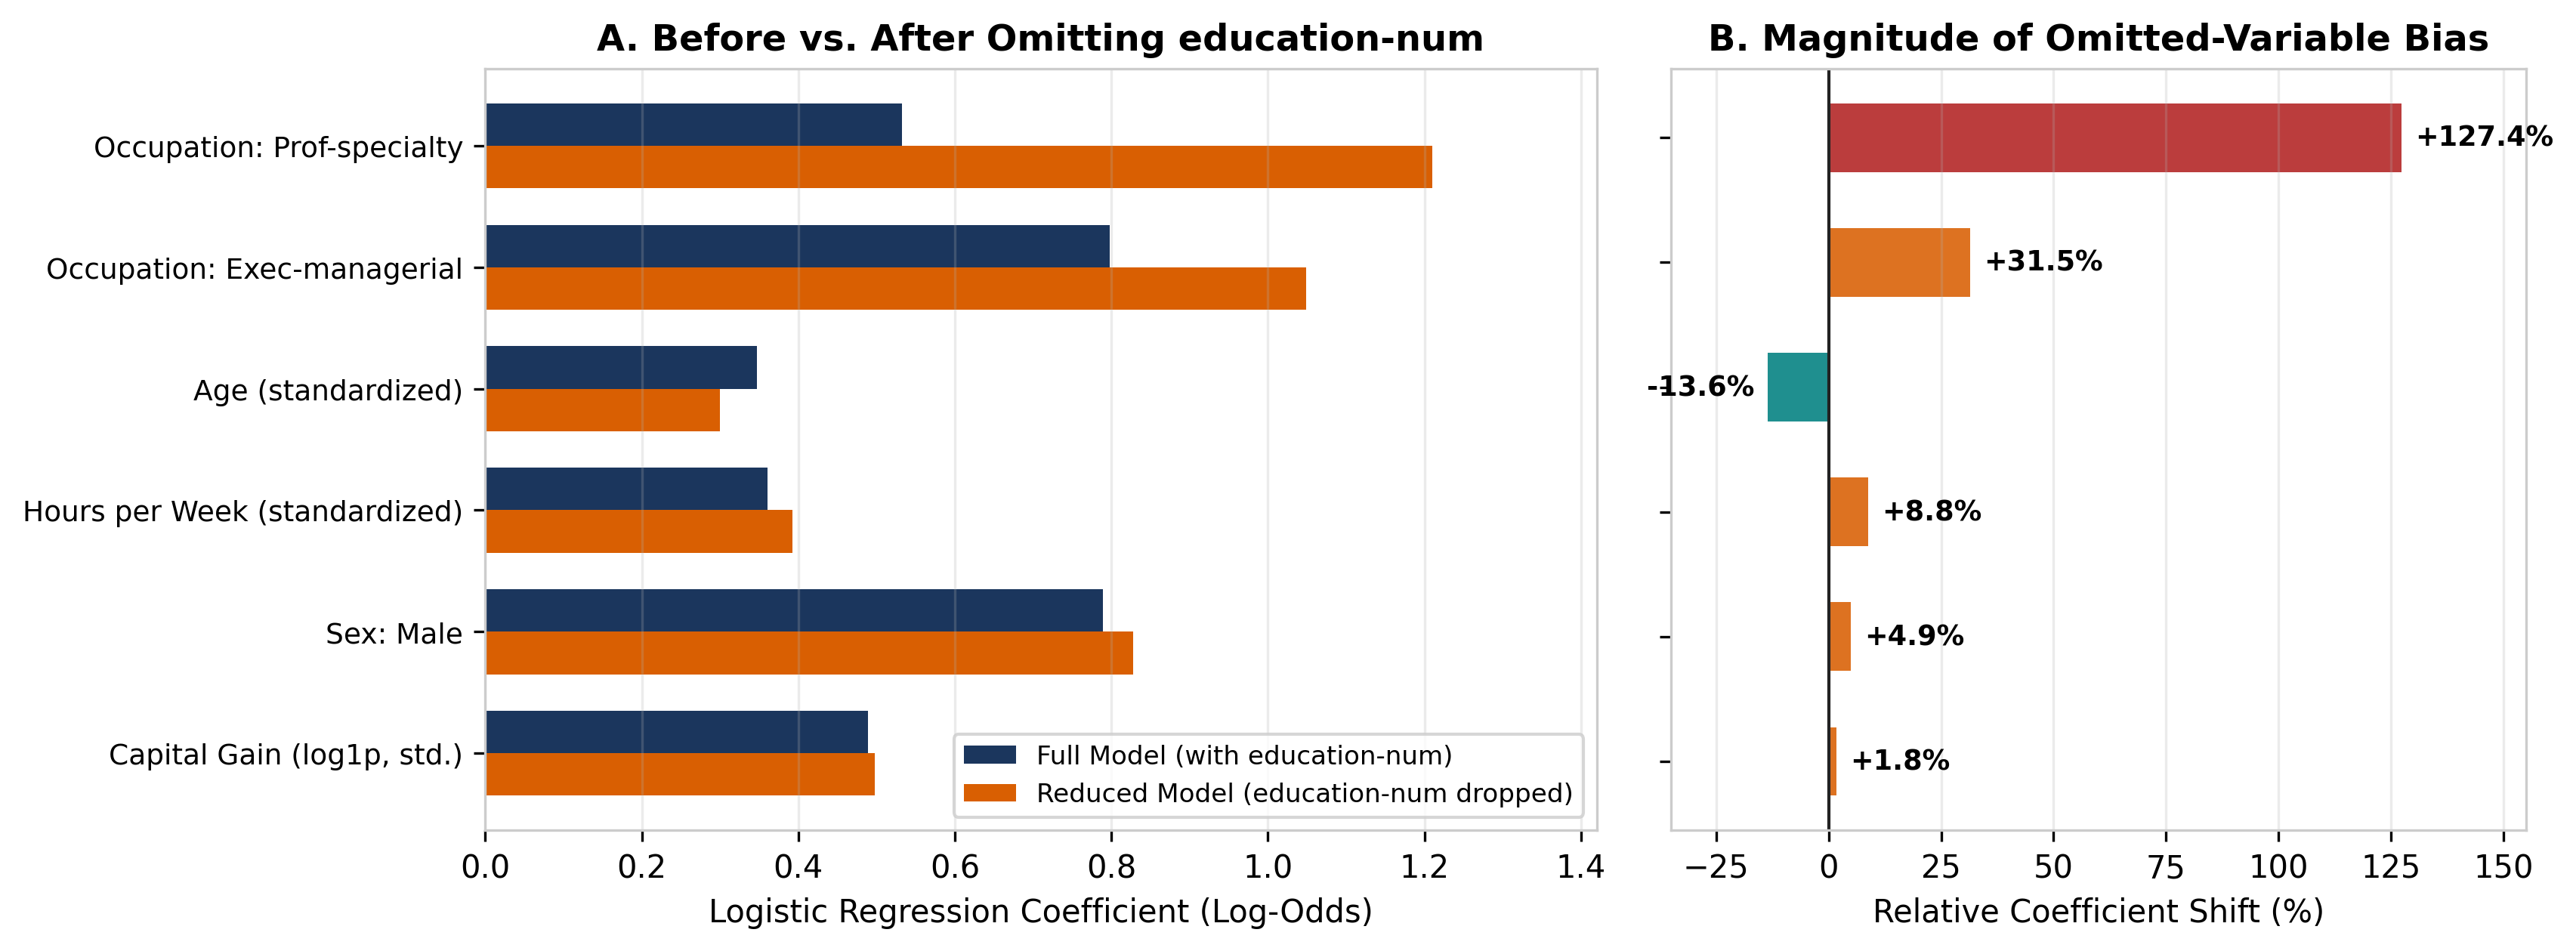 A. Before vs. After Omitting education-num
Occupation: Prof-specialty
Occupation: Exec-managerial
Age (standardized)
Hours per Week (standardized)
Sex: Male
Capital Gain (log1p, std.)
Full Model (with education-num)
Reduced Model (education-num dropped)
0.0 0.2 0.4 0.6 0.8 1.0 1.2 1.4
Logistic Regression Coefficient (Log-Odds)
B. Magnitude of Omitted-Variable Bias
+127.4%
+31.5%
-13.6%
+8.8%
+4.9%
+1.8%
−25 0 25 50 75 100 125 150
Relative Coefficient Shift (%)